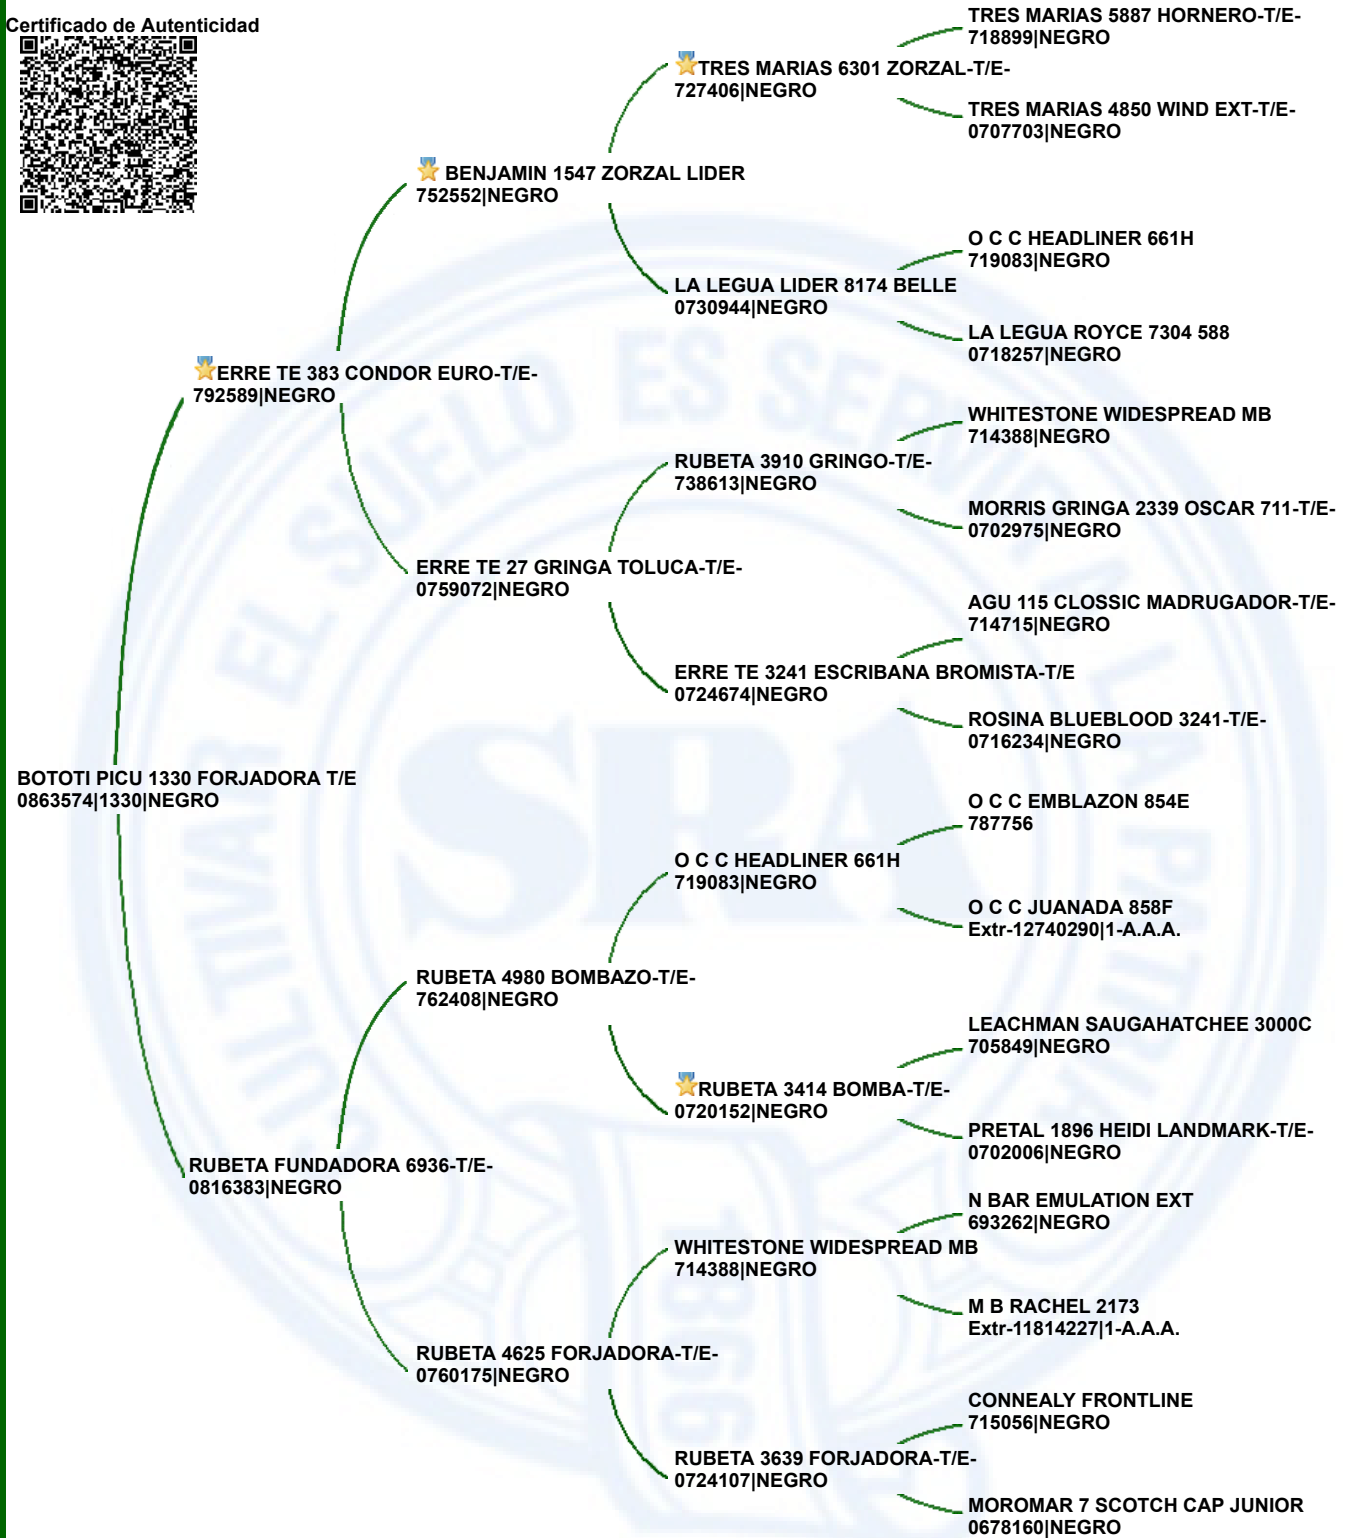 Certificado de Autenticidad
TRES MARIAS 5887 HORNERO-T/E-
718899|NEGRO
TRES MARIAS 6301 ZORZAL-T/E-
727406|NEGRO
TRES MARIAS 4850 WIND EXT-T/E-
0707703|NEGRO
BENJAMIN 1547 ZORZAL LIDER
752552|NEGRO
O C C HEADLINER 661H
719083|NEGRO
LA LEGUA LIDER 8174 BELLE
0730944|NEGRO
LA LEGUA ROYCE 7304 588
0718257|NEGRO
ERRE TE 383 CONDOR EURO-T/E-
792589|NEGRO
WHITESTONE WIDESPREAD MB
714388|NEGRO
RUBETA 3910 GRINGO-T/E-
738613|NEGRO
MORRIS GRINGA 2339 OSCAR 711-T/E-
0702975|NEGRO
ERRE TE 27 GRINGA TOLUCA-T/E-
0759072|NEGRO
AGU 115 CLOSSIC MADRUGADOR-T/E-
714715|NEGRO
ERRE TE 3241 ESCRIBANA BROMISTA-T/E
0724674|NEGRO
ROSINA BLUEBLOOD 3241-T/E-
0716234|NEGRO
BOTOTI PICU 1330 FORJADORA T/E
0863574|1330|NEGRO
O C C EMBLAZON 854E
787756
O C C HEADLINER 661H
719083|NEGRO
O C C JUANADA 858F
Extr-12740290|1-A.A.A.
RUBETA 4980 BOMBAZO-T/E-
762408|NEGRO
LEACHMAN SAUGAHATCHEE 3000C
705849|NEGRO
RUBETA 3414 BOMBA-T/E-
0720152|NEGRO
PRETAL 1896 HEIDI LANDMARK-T/E-
0702006|NEGRO
RUBETA FUNDADORA 6936-T/E-
0816383|NEGRO
N BAR EMULATION EXT
693262|NEGRO
WHITESTONE WIDESPREAD MB
714388|NEGRO
M B RACHEL 2173
Extr-11814227|1-A.A.A.
RUBETA 4625 FORJADORA-T/E-
0760175|NEGRO
CONNEALY FRONTLINE
715056|NEGRO
RUBETA 3639 FORJADORA-T/E-
0724107|NEGRO
MOROMAR 7 SCOTCH CAP JUNIOR
0678160|NEGRO
CULTIVAR EL SUELO ES SERVIR A LA PATRIA
SRA
1866